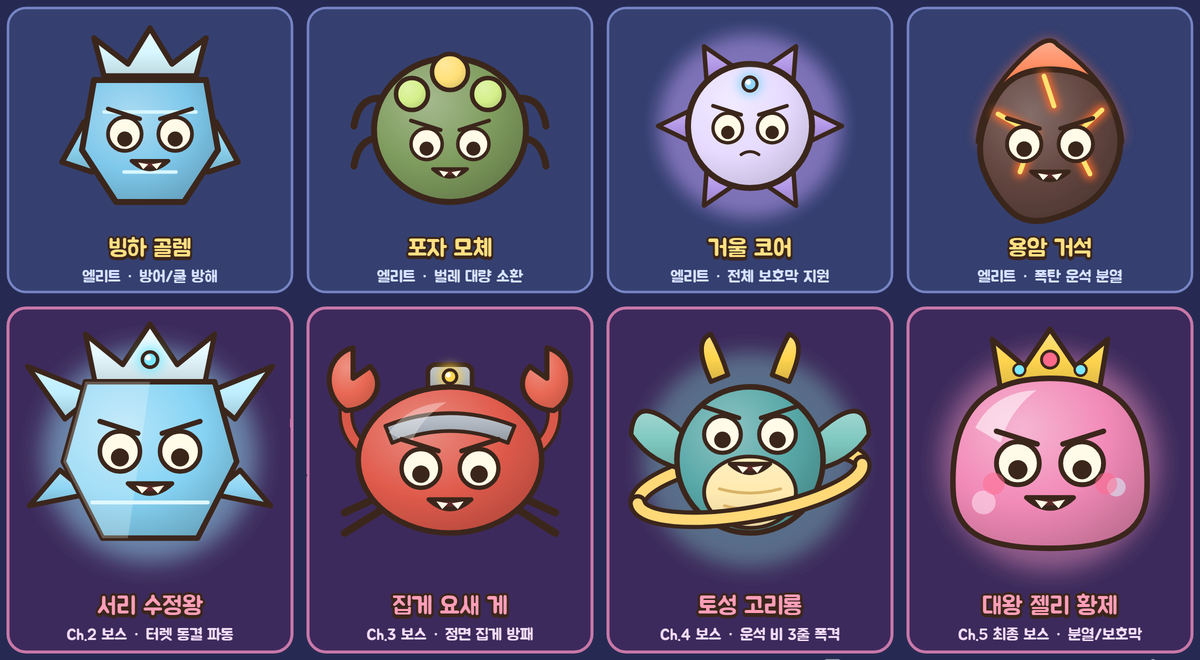 빙하 골렘
엘리트 · 방어/쿨 방해
포자 모체
엘리트 · 벌레 대량 소환
거울 코어
엘리트 · 전체 보호막 지원
용암 거석
엘리트 · 폭탄 운석 분열
서리 수정왕
Ch.2 보스 · 터렛 동결 파동
집게 요새 게
Ch.3 보스 · 정면 집게 방패
토성 고리룡
Ch.4 보스 · 운석 비 3줄 폭격
대왕 젤리 황제
Ch.5 최종 보스 · 분열/보호막